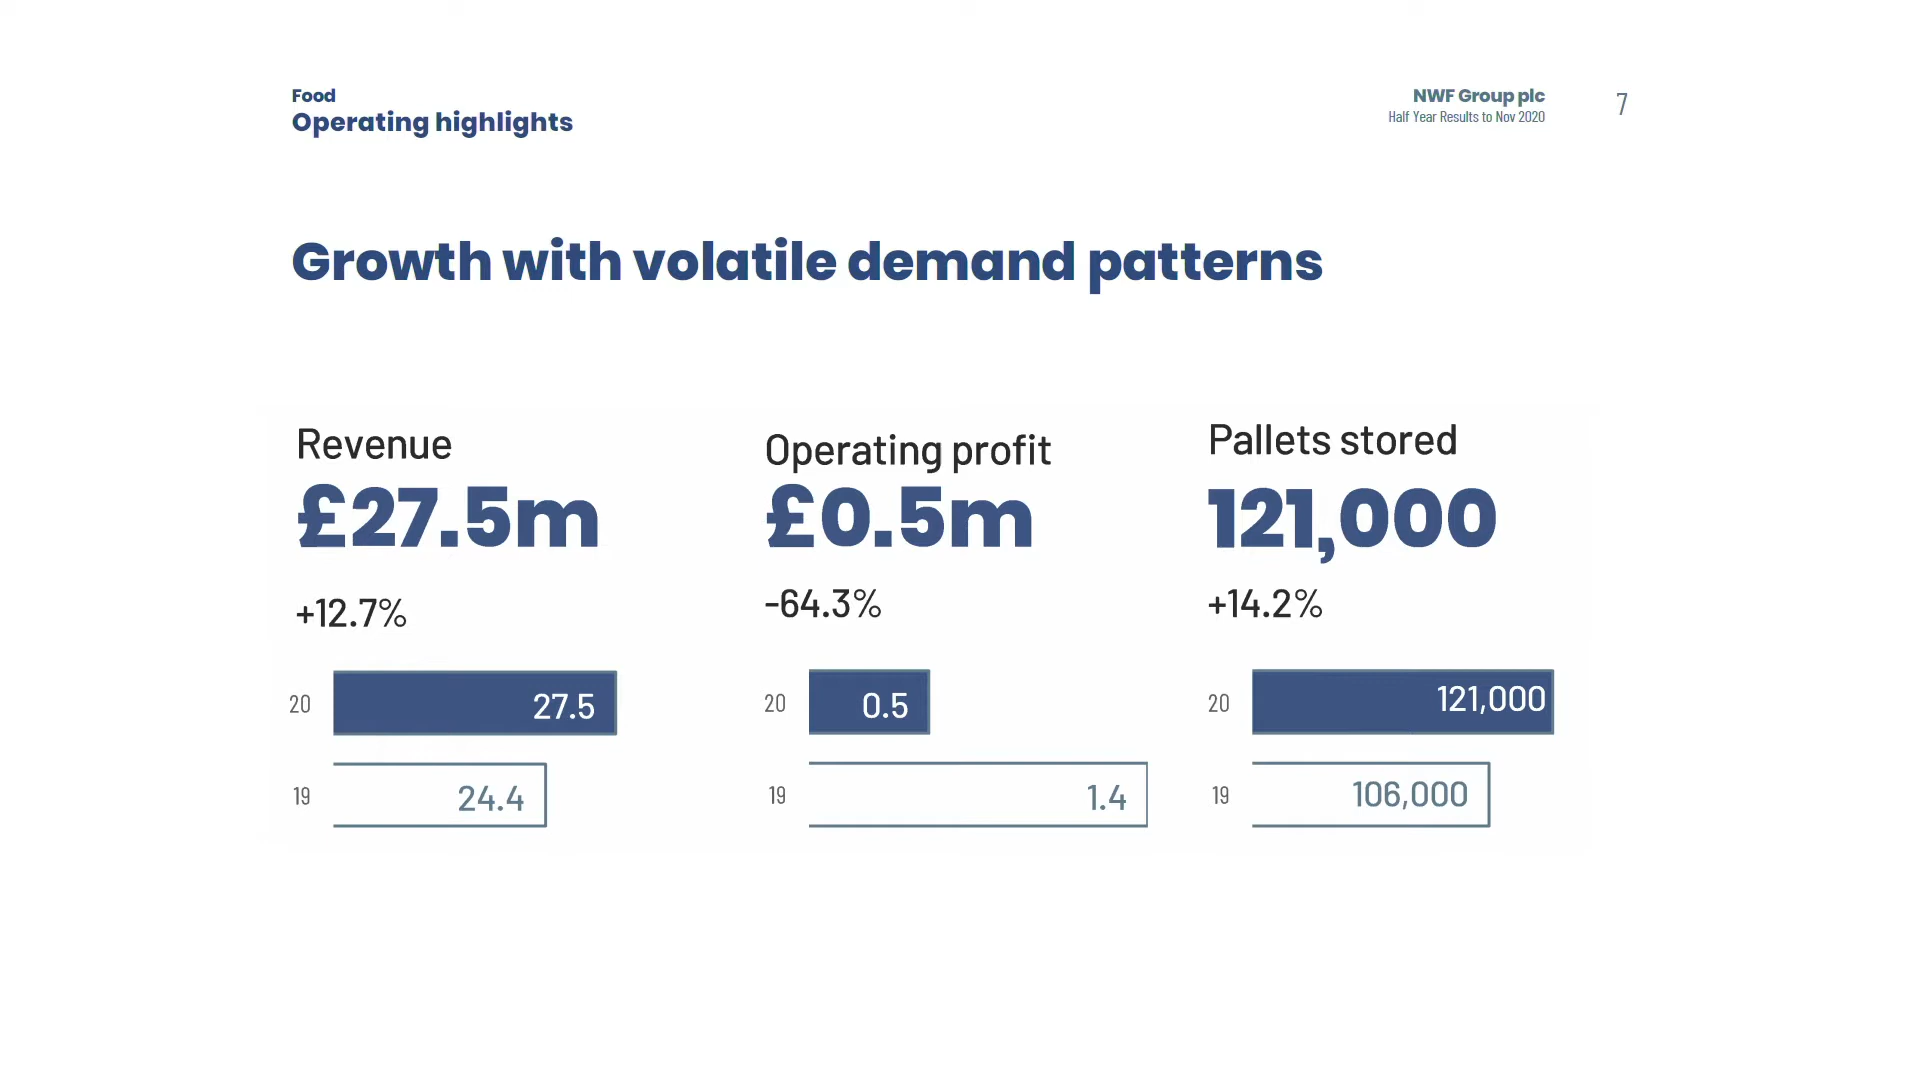 Food
Operating highlights
NWF Group plc
Half Year Results to Nov 2020
7
Growth with volatile demand patterns
Revenue
£27.5m
+12.7%
20
27.5
19
24.4
Operating profit
£0.5m
-64.3%
20
0.5
19
1.4
Pallets stored
121,000
+14.2%
20
121,000
19
106,000